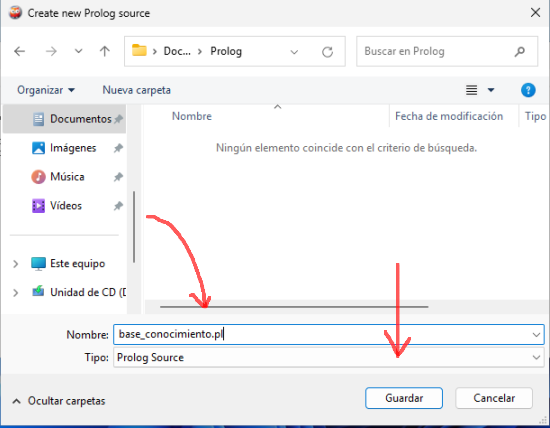 Create new Prolog source
Doc... > Prolog
Buscar en Prolog
Organizar
Nueva carpeta
Nombre
Fecha de modificación
Tipo
Documentos
Imágenes
Música
Vídeos
Este equipo
Unidad de CD (D
Ningún elemento coincide con el criterio de búsqueda.
Nombre: base_conocimiento.pl
Tipo: Prolog Source
Ocultar carpetas
Guardar
Cancelar